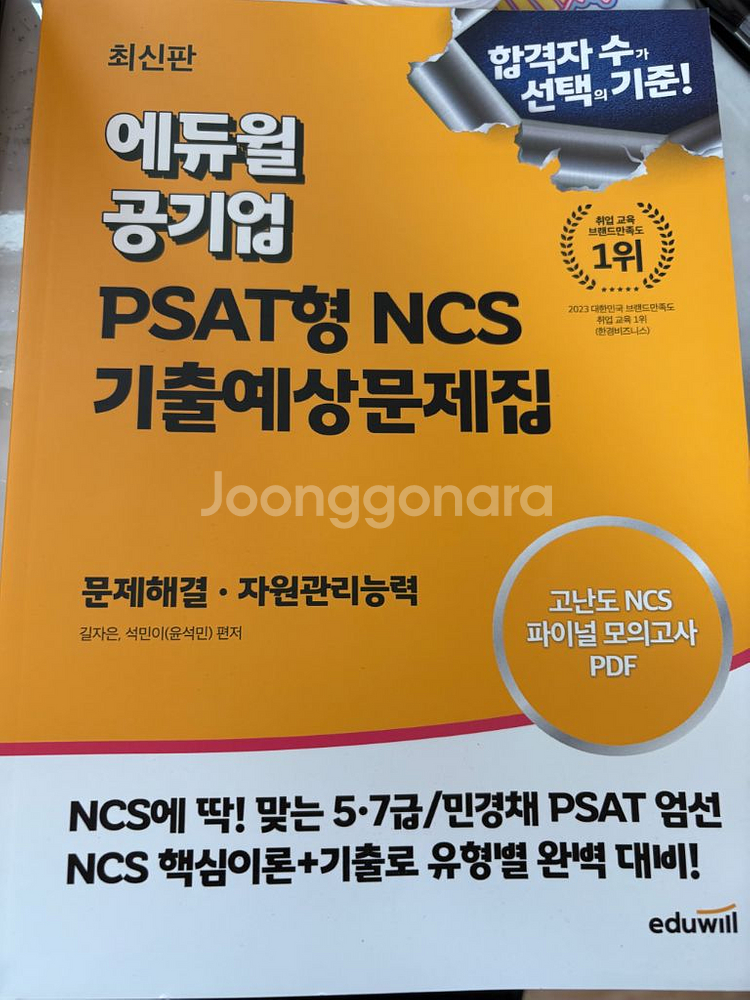 최신판
합격자 수가
선택의 기준!
에듀윌
공기업
취업 교육
브랜드만족도
1위
2023 대한민국 브랜드만족도
취업 교육 1위
(한경비즈니스)
PSAT형 NCS
기출예상문제집
Joonggonara
문제해결 · 자원관리능력
길자은, 석민이(윤석민) 편저
고난도 NCS
파이널 모의고사
PDF
NCS에 딱! 맞는 5·7급/민경채 PSAT 엄선
NCS 핵심이론+기출로 유형별 완벽 대비!
eduwill